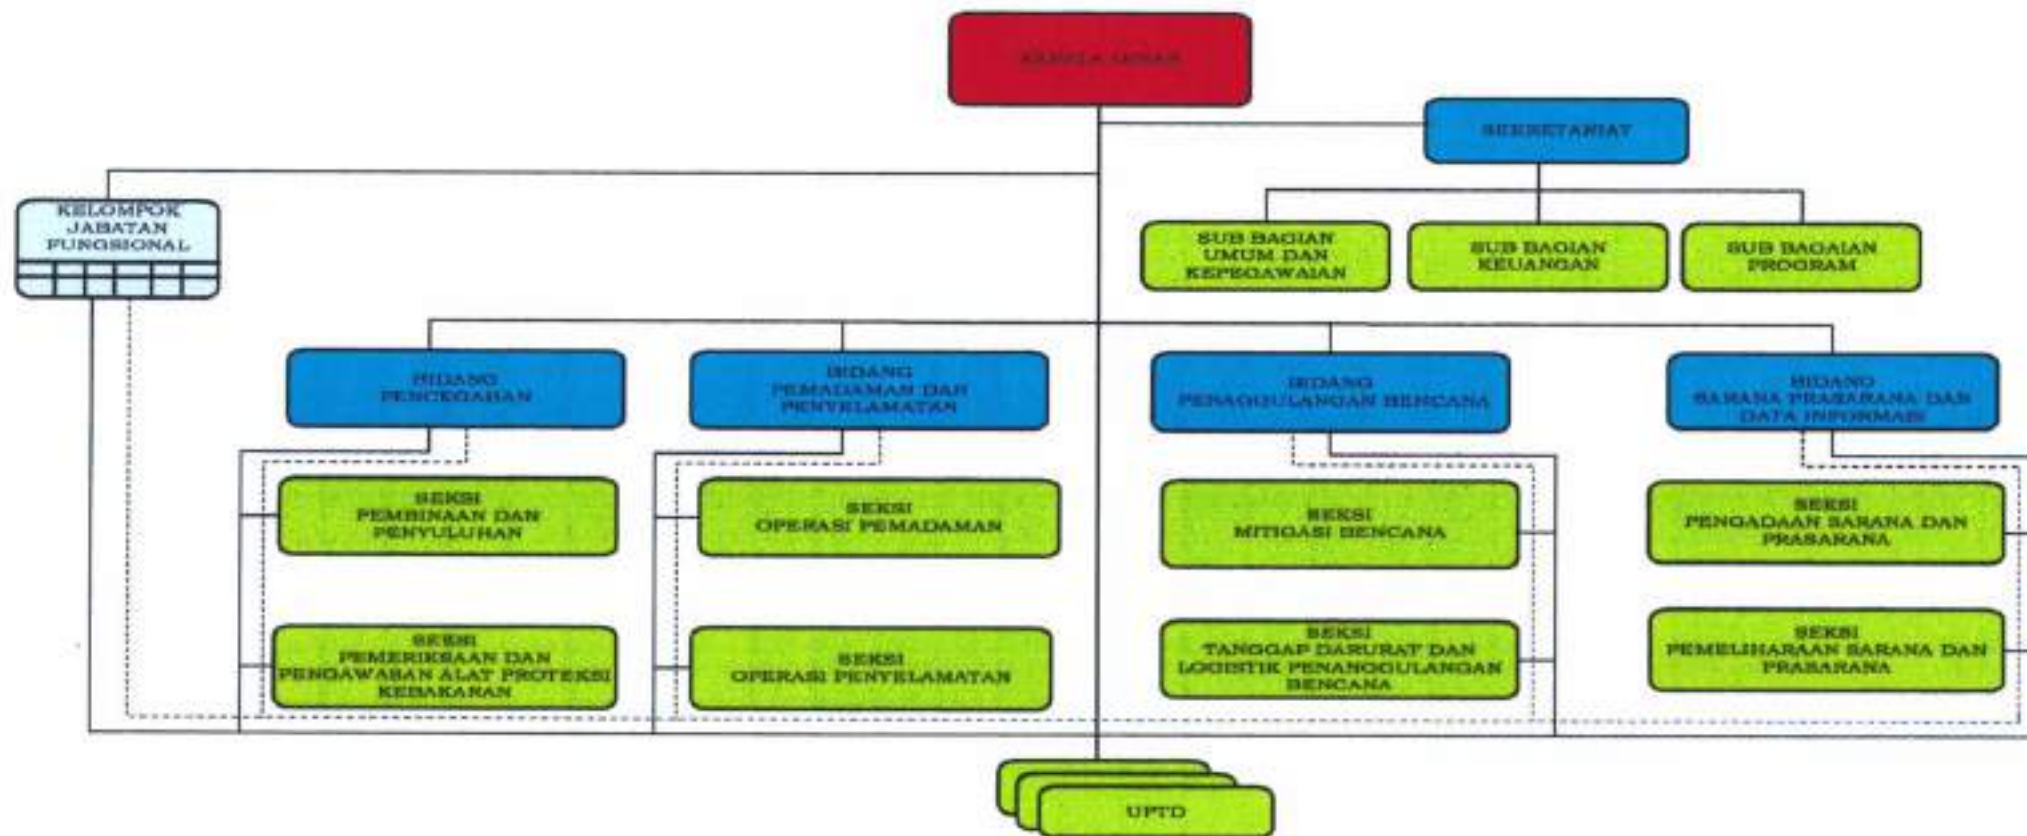 KEPALA DINAS
SEKRETARIAT
KELOMPOK
JABATAN
FUNGSIONAL
SUB BAGIAN
UMUM DAN
KEPEGAWAIAN
SUB BAGIAN
KEUANGAN
SUB BAGAIAN
PROGRAM
BIDANG
PENCEGAHAN
BIDANG
PEMADAMAN DAN
PENYELAMATAN
BIDANG
PENAGGULANGAN BENCANA
BIDANG
SARANA PRASARANA DAN
DATA INFORMASI
SEKSI
PEMBINAAN DAN
PENYULUHAN
SEKSI
OPERASI PEMADAMAN
SEKSI
MITIGASI BENCANA
SEKSI
PENGADAAN SARANA DAN
PRASARANA
SEKSI
PEMERIKSAAN DAN
PENGAWASAN ALAT PROTEKSI
KEBAKARAN
SEKSI
OPERASI PENYELAMATAN
SEKSI
TANGGAP DARURAT DAN
LOGISTIK PENANGGULANGAN
BENCANA
SEKSI
PEMELIHARAAN SARANA DAN
PRASARANA
UPTD